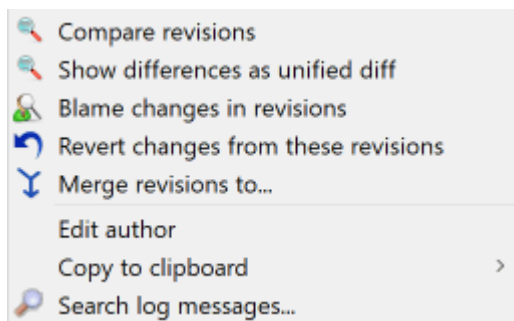 Compare revisions
Show differences as unified diff
Blame changes in revisions
Revert changes from these revisions
Merge revisions to...
Edit author
Copy to clipboard
Search log messages...